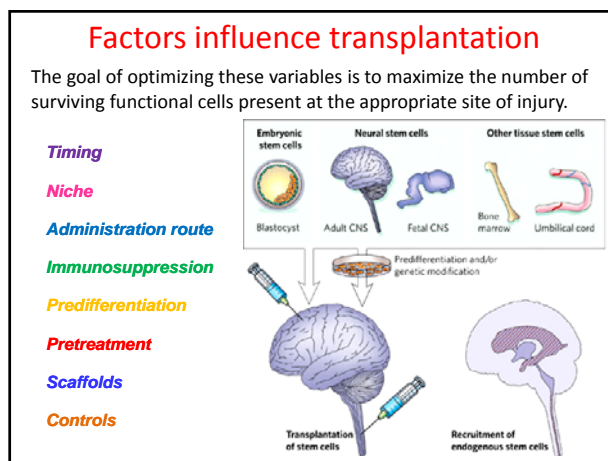 Factors influence transplantation
The goal of optimizing these variables is to maximize the number of
surviving functional cells present at the appropriate site of injury.
Timing
Niche
Administration route
Immunosuppression
Predifferentiation
Pretreatment
Scaffolds
Controls
Embryonic
stem cells
Neural stem cells
Other tissue stem cells
Blastocyst
Adult CNS
Fetal CNS
Bone
marrow
Umbilical cord
Predifferentiation and/or
genetic modification
Transplantation
of stem cells
Recruitment of
endogenous stem cells